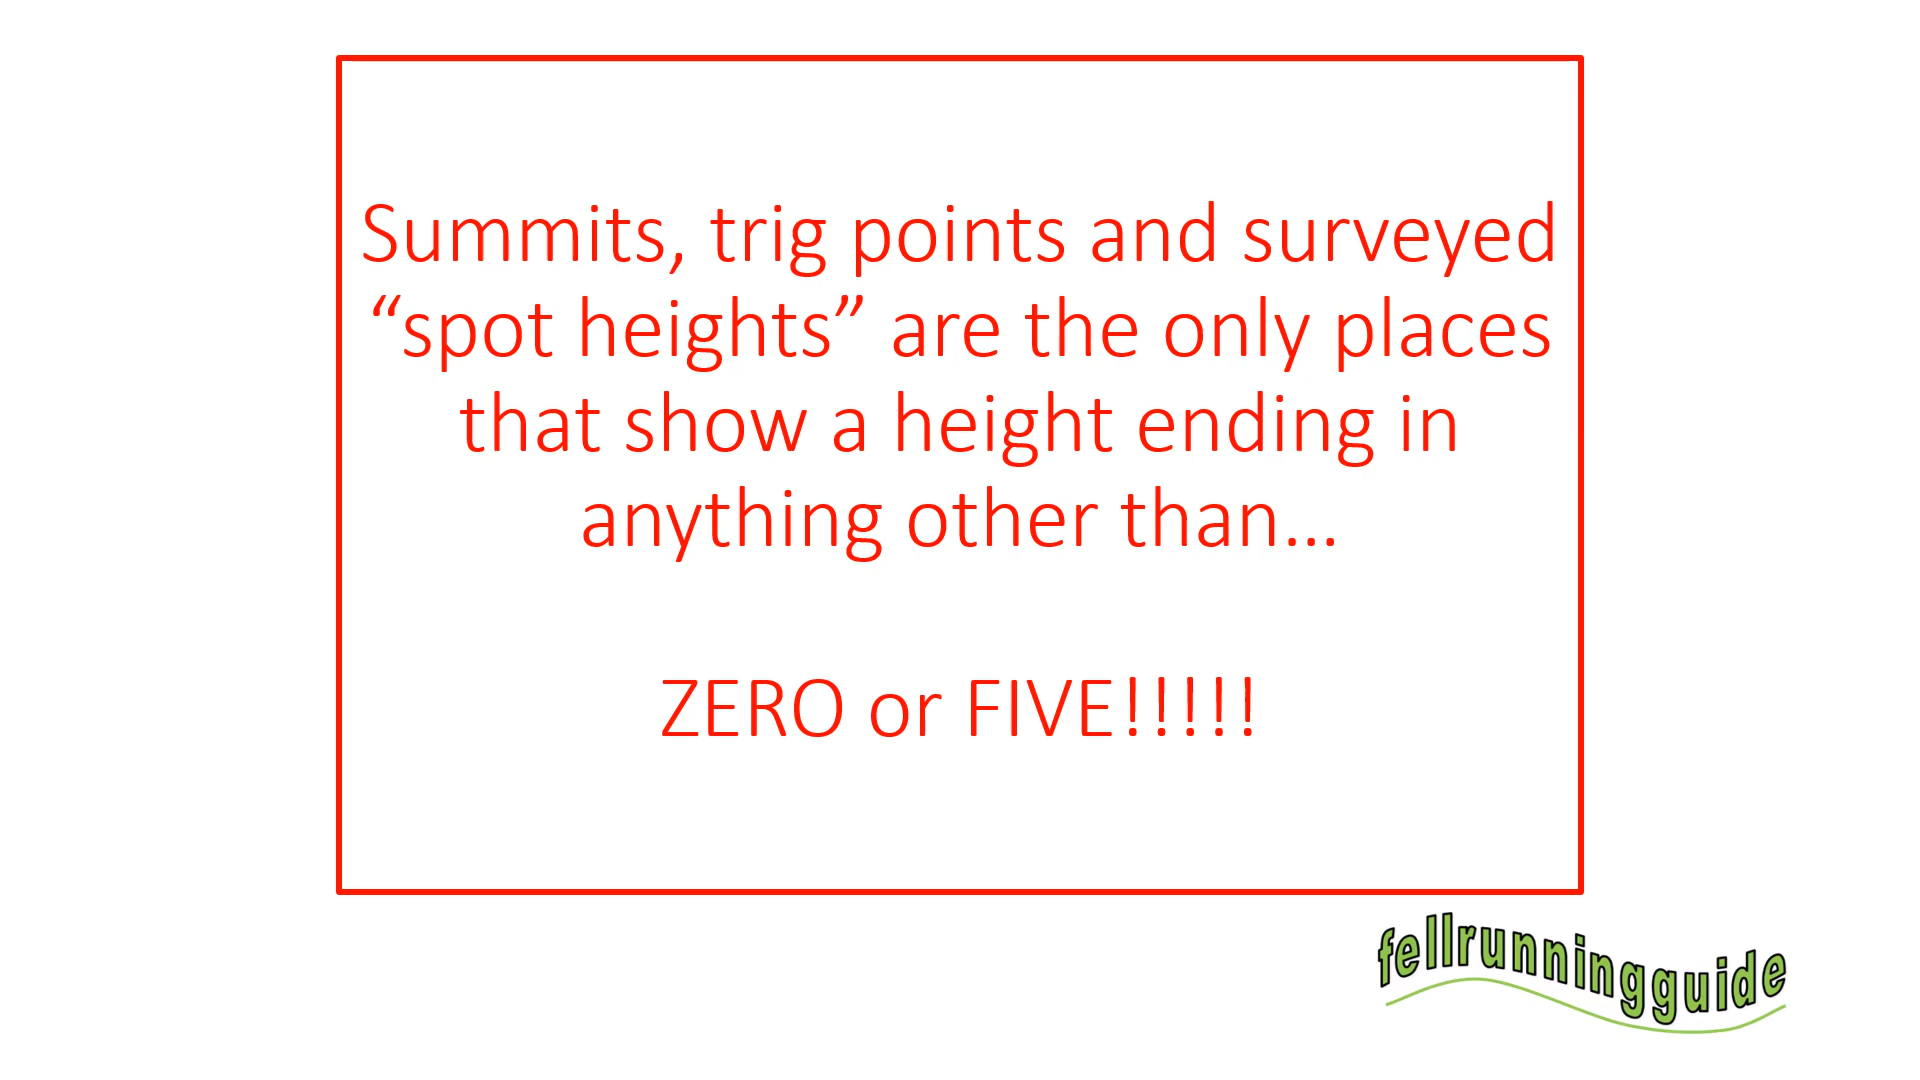 Summits, trig points and surveyed
“spot heights” are the only places
that show a height ending in
anything other than...
ZERO or FIVE!!!!!
fellrunningguide